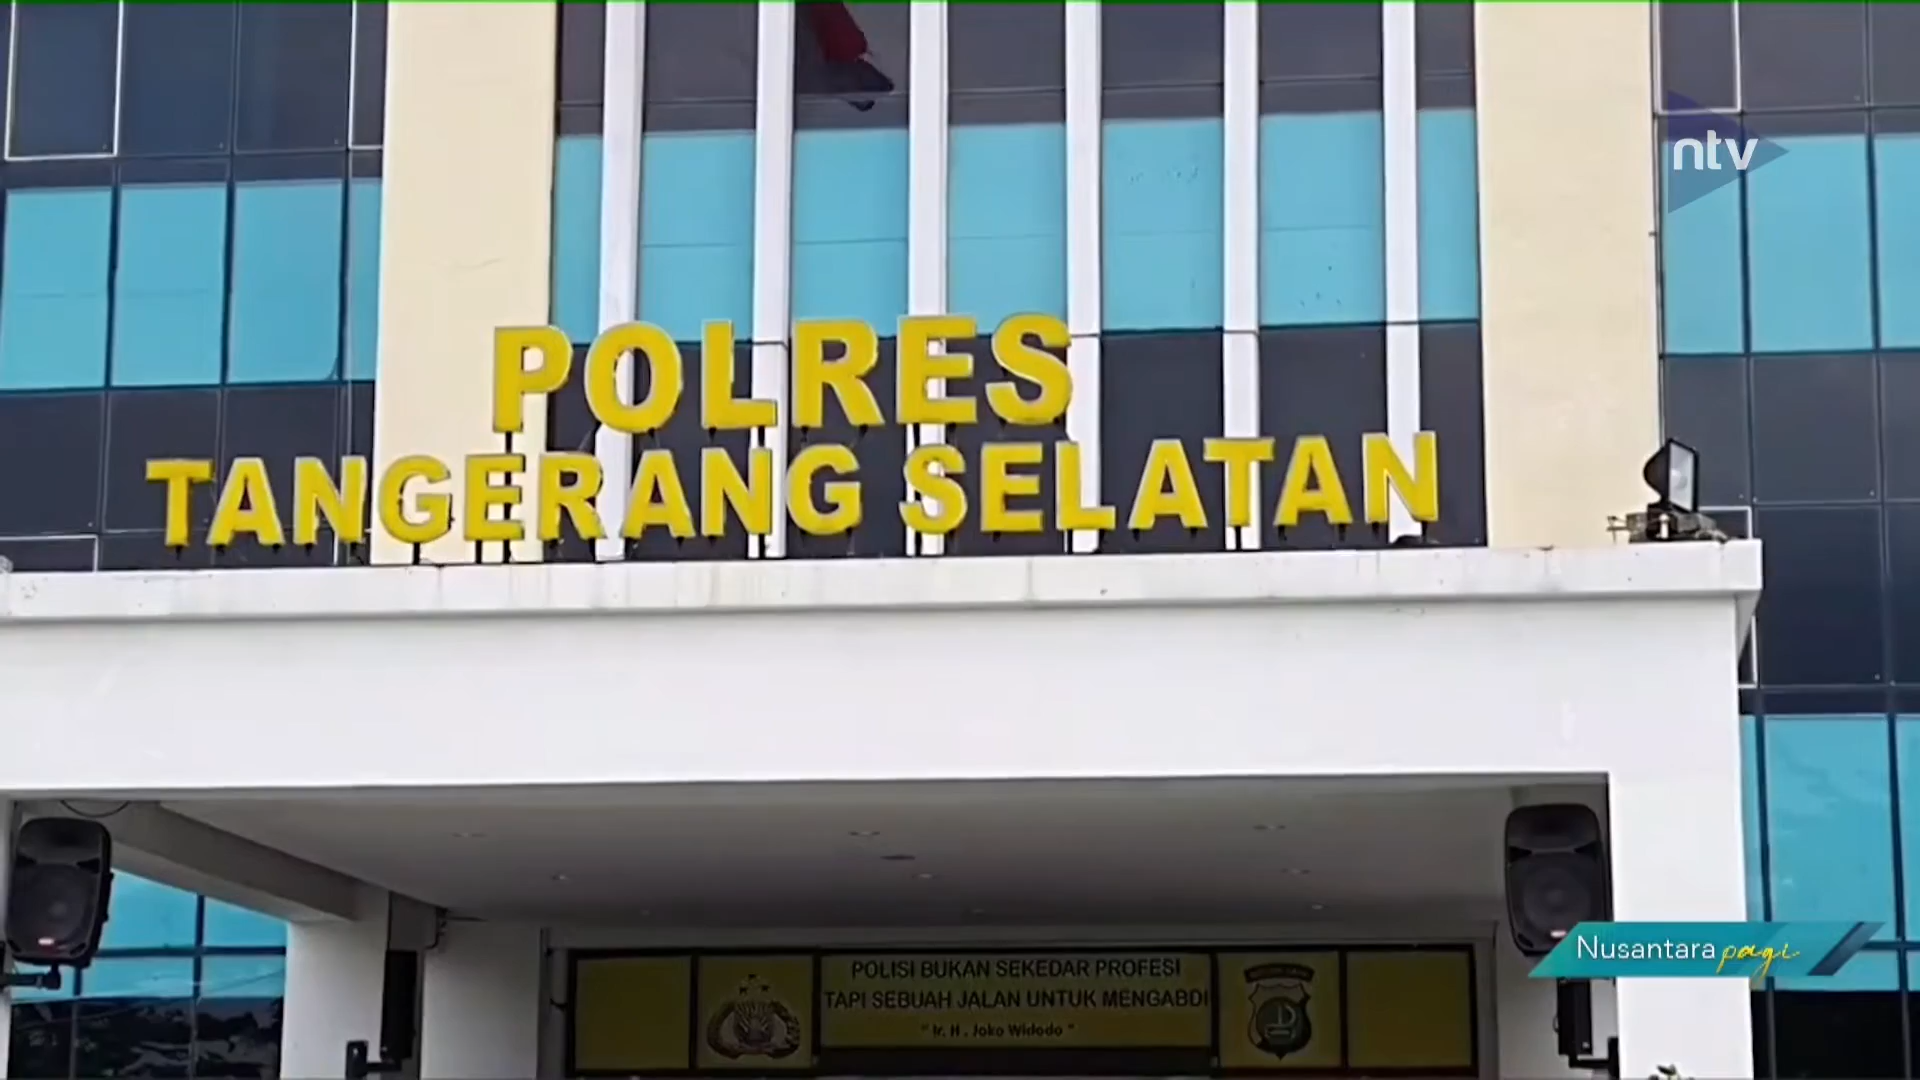 ntv
POLRES
TANGERANG SELATAN
Nusantara pagi
POLISI BUKAN SEKEDAR PROFESI
TAPI SEBUAH JALAN UNTUK MENGABDI
" Ir. H . Joko Widodo "